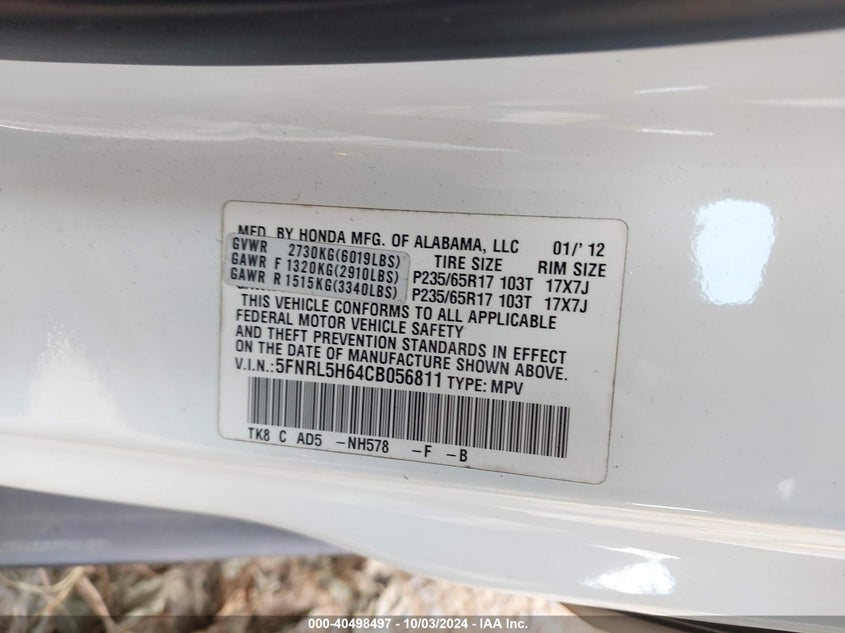 MFD. BY HONDA MFG. OF ALABAMA, LLC 01/' 12
GVWR 2730KG(6019LBS) TIRE SIZE RIM SIZE
GAWR F 1320KG(2910LBS) P235/65R17 103T 17X7J
GAWR R 1515KG(3340LBS) P235/65R17 103T 17X7J
THIS VEHICLE CONFORMS TO ALL APPLICABLE
FEDERAL MOTOR VEHICLE SAFETY
AND THEFT PREVENTION STANDARDS IN EFFECT
ON THE DATE OF MANUFACTURE SHOWN ABOVE.
V.I.N.:5FNRL5H64CB056811 TYPE: MPV
TK8 C AD5 -NH578 -F -B
000-40498497 - 10/03/2024 - IAA Inc.